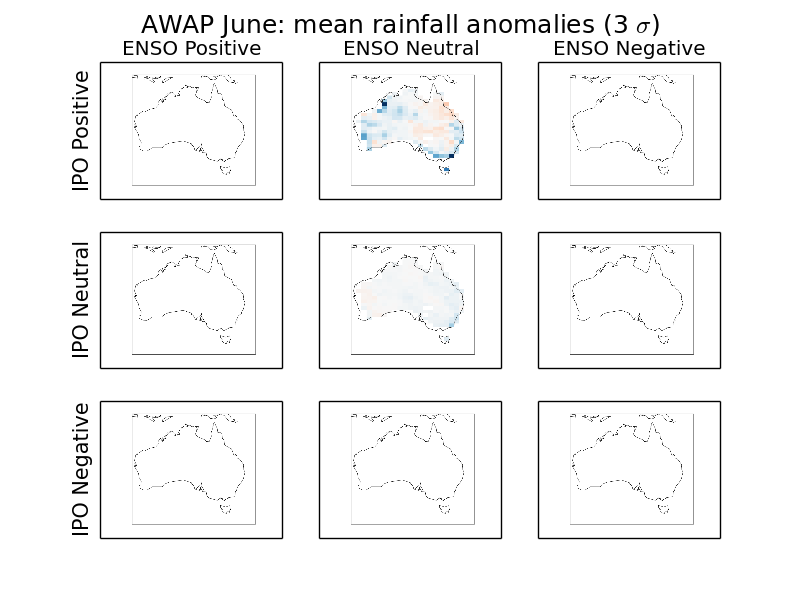 AWAP June: mean rainfall anomalies (3 σ)
ENSO Positive ENSO Neutral ENSO Negative
IPO Positive
IPO Neutral
IPO Negative